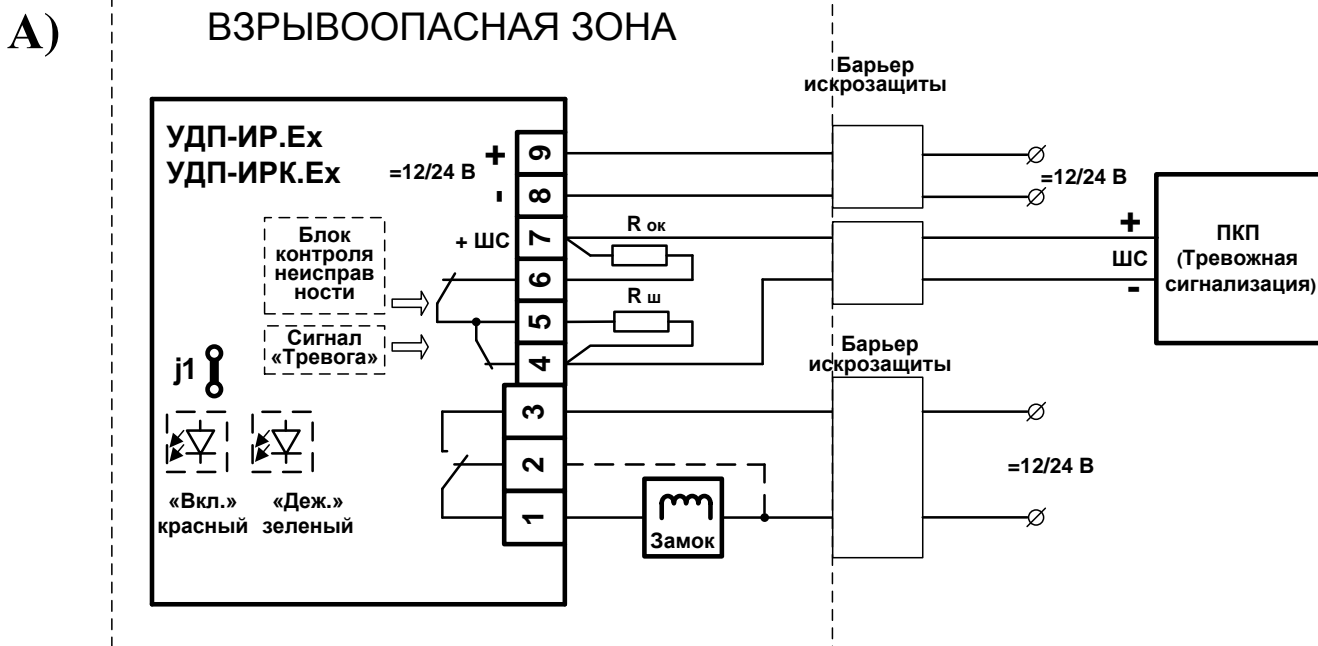 А)
ВЗРЫВООПАСНАЯ ЗОНА
Барьер
искрозащиты
УДП-ИР.Ex
УДП-ИРК.Ex
=12/24 В
+
-
9
8
7
6
5
4
3
2
1
+ ШС
R ок
R ш
Блок
контроля
неисправ
ности
Сигнал
«Тревога»
j1
«Вкл.»
красный
«Деж.»
зеленый
Замок
=12/24 В
+
ШС
-
ПКП
(Тревожная
сигнализация)
Барьер
искрозащиты
=12/24 В